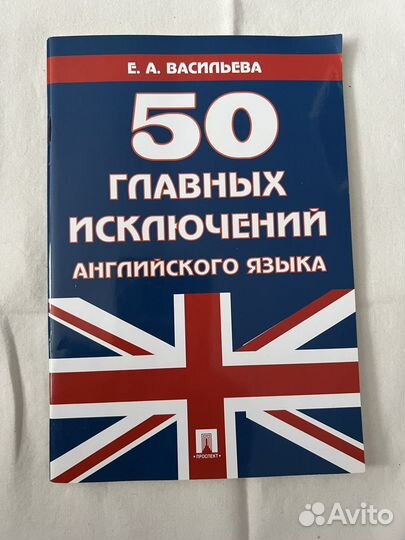 Е. А. ВАСИЛЬЕВА
50
ГЛАВНЫХ
ИСКЛЮЧЕНИЙ
АНГЛИЙСКОГО ЯЗЫКА
• ПРОСПЕКТ •
Avito